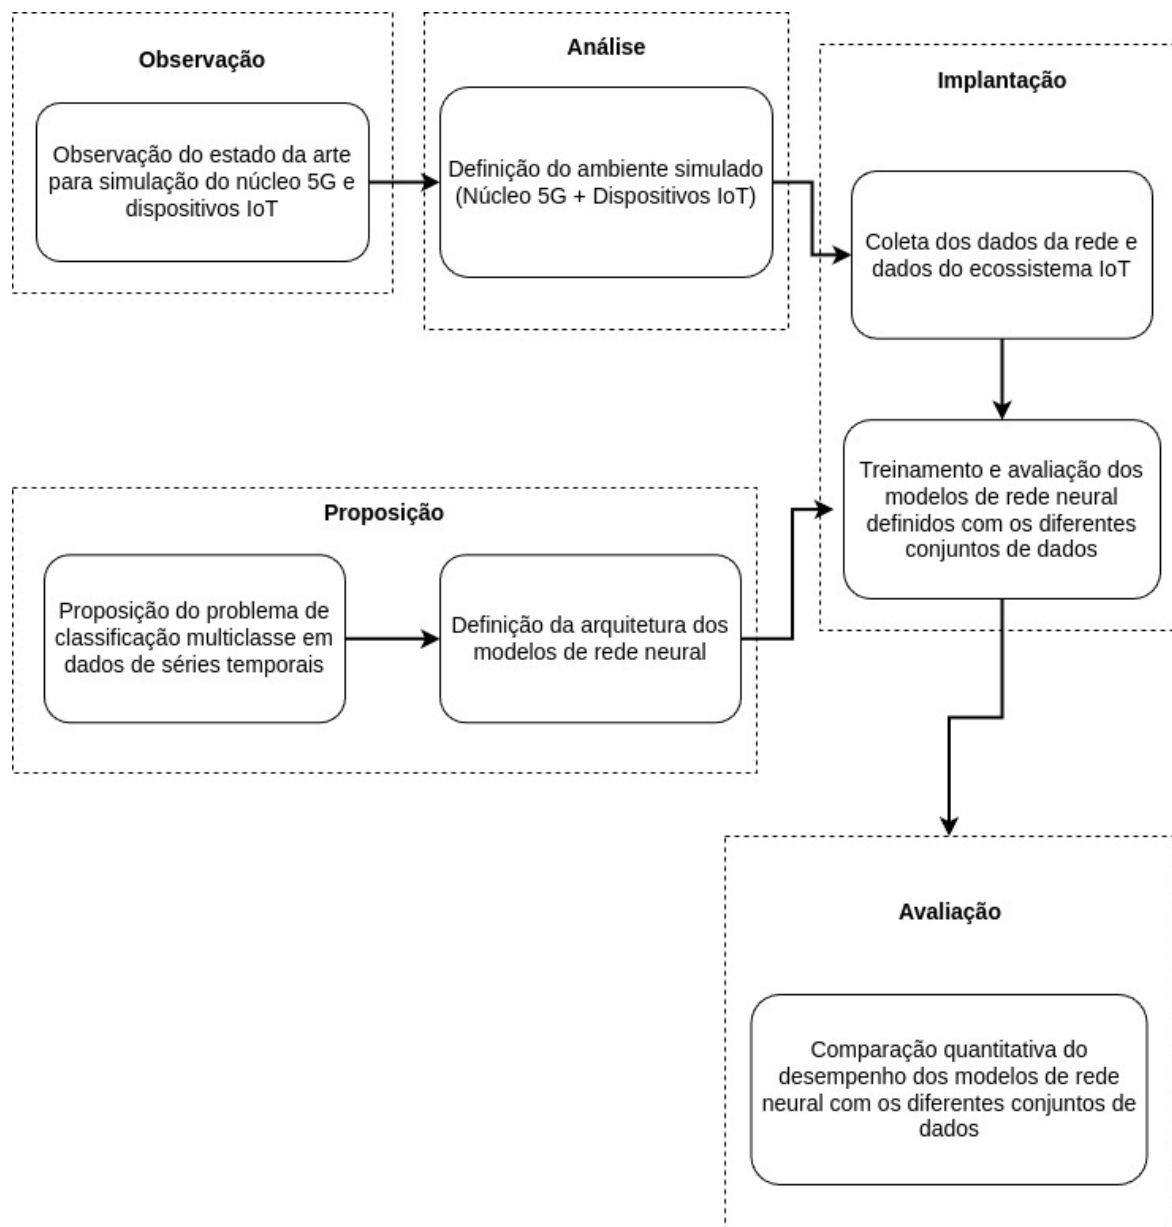 Observação
Observação do estado da arte
para simulação do núcleo 5G e
dispositivos IoT
Análise
Definição do ambiente simulado
(Núcleo 5G + Dispositivos IoT)
Implantação
Coleta dos dados da rede e
dados do ecossistema IoT
Treinamento e avaliação dos
modelos de rede neural
definidos com os diferentes
conjuntos de dados
Proposição
Proposição do problema de
classificação multiclasse em
dados de séries temporais
Definição da arquitetura dos
modelos de rede neural
Avaliação
Comparação quantitativa do
desempenho dos modelos de rede
neural com os diferentes conjuntos de
dados